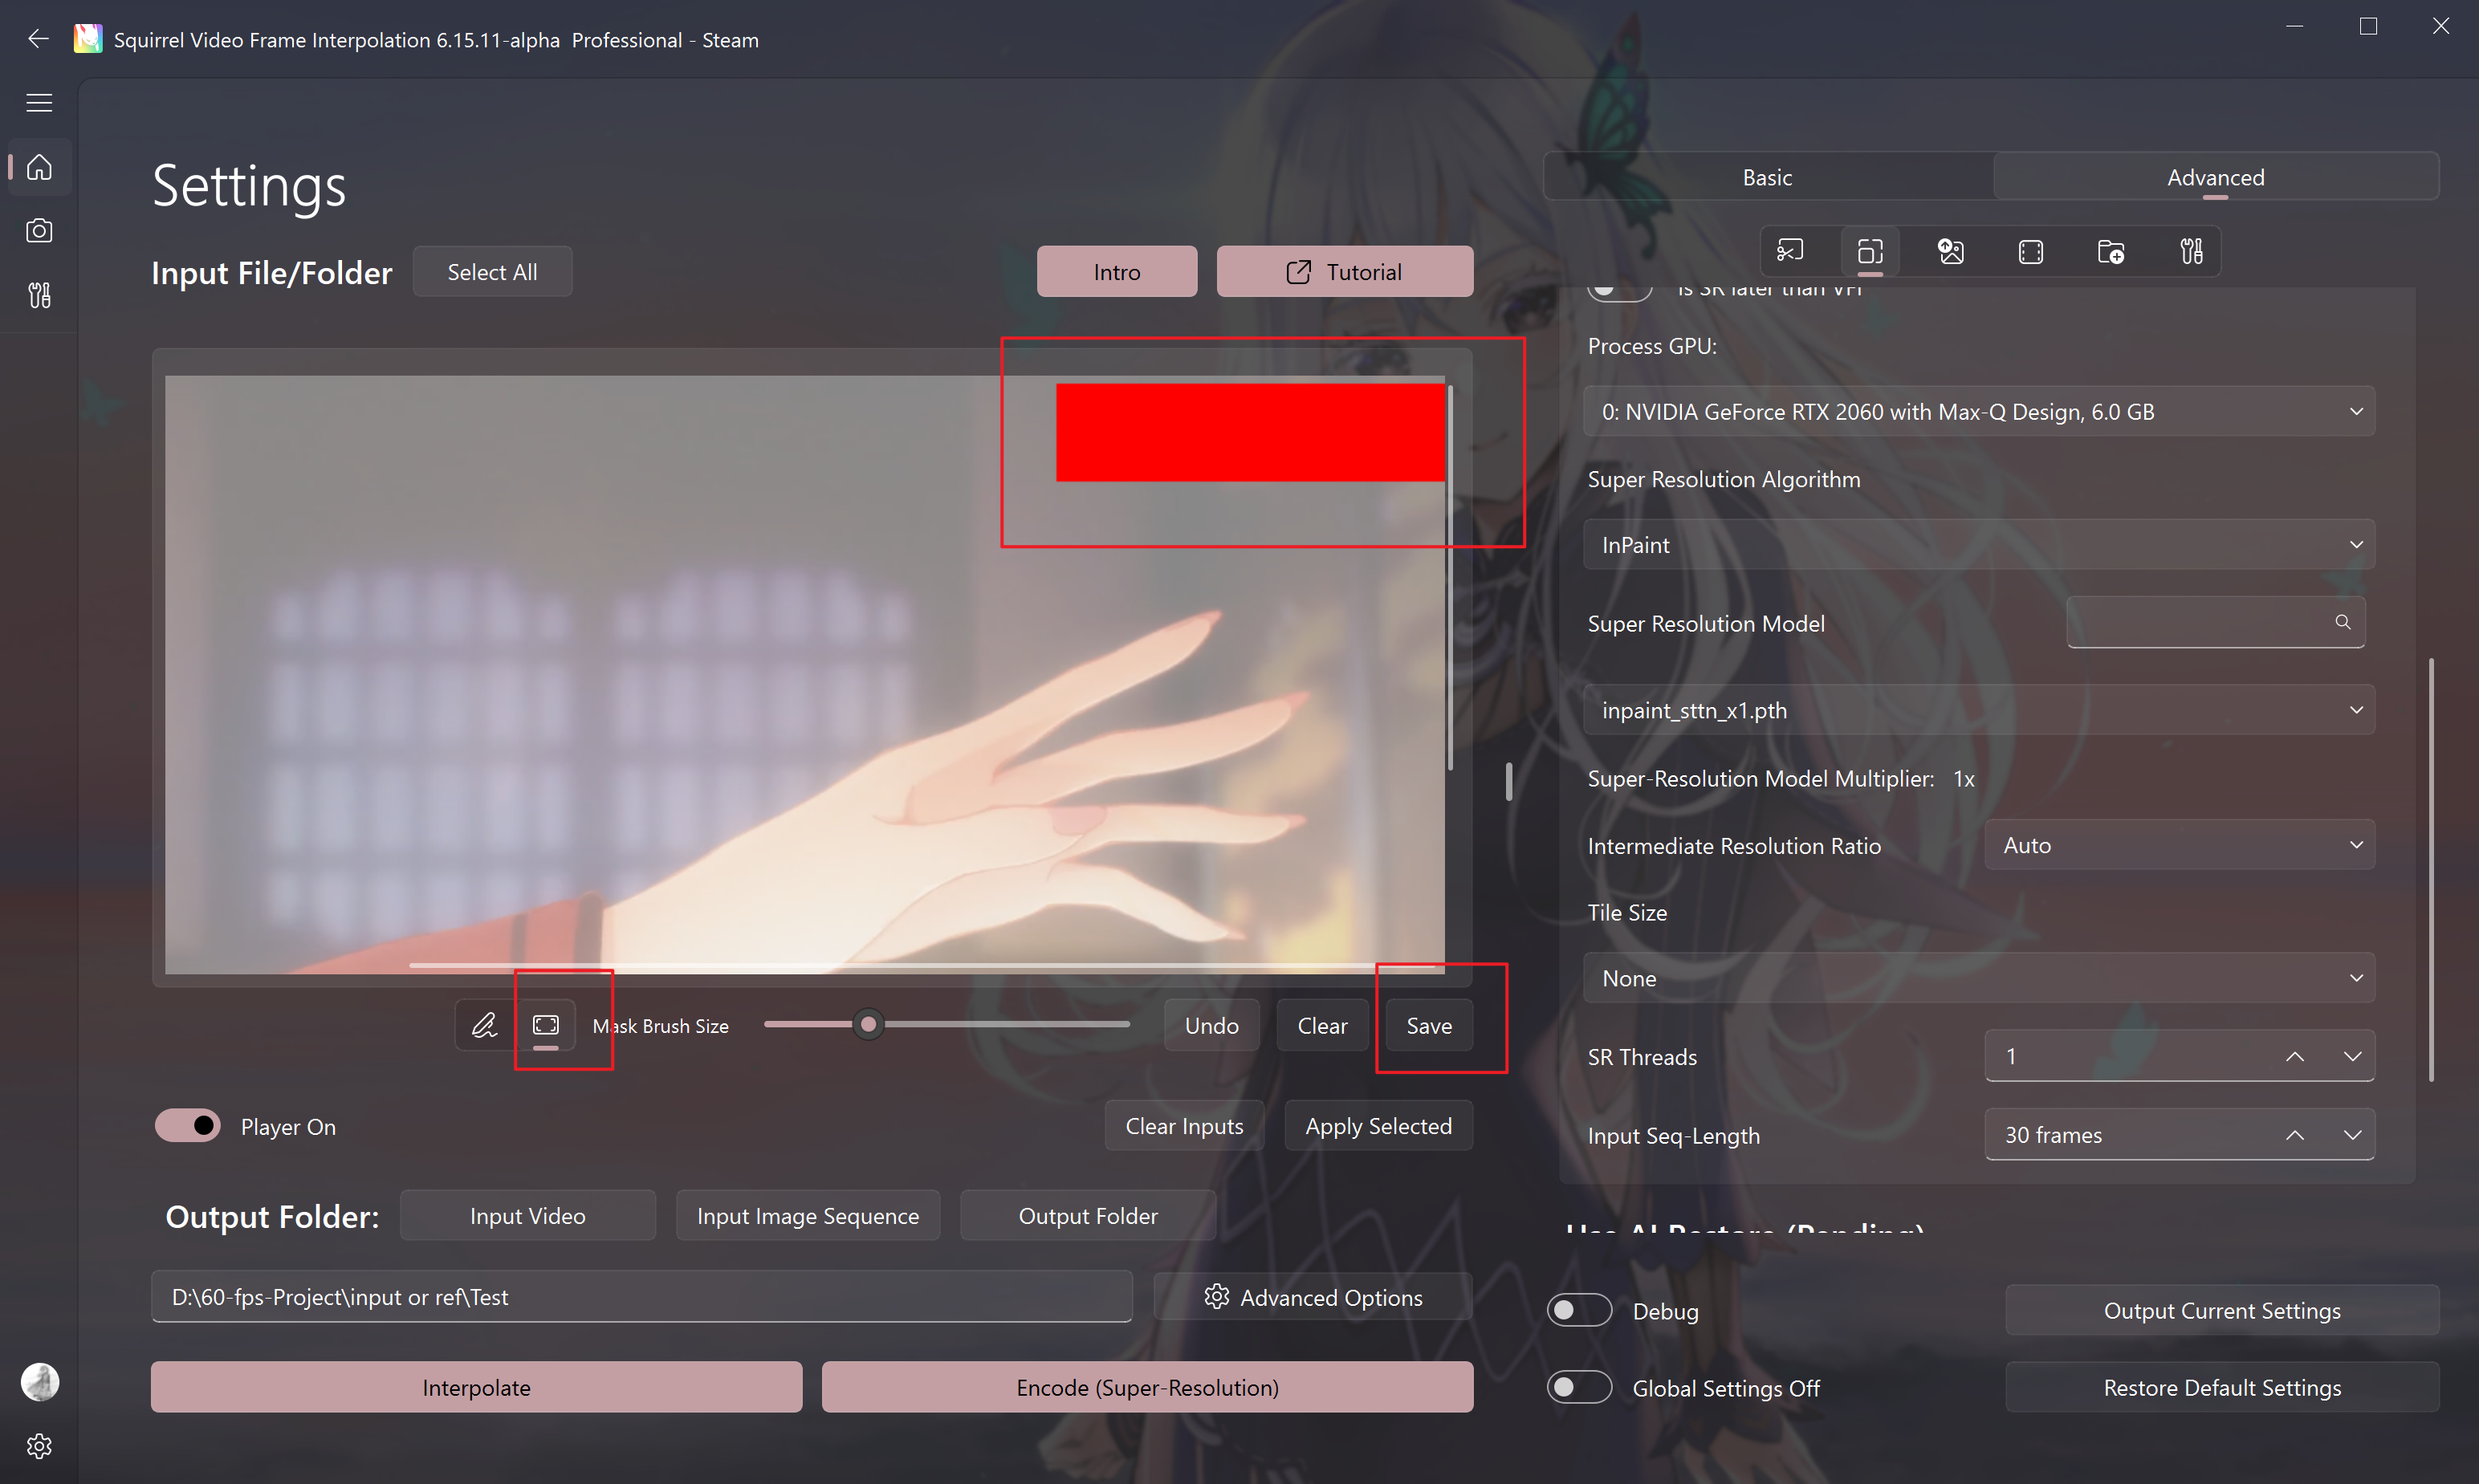 Squirrel Video Frame Interpolation 6.15.11-alpha  Professional - Steam
Settings
Basic
Advanced
Input File/Folder
Select All
Intro
Tutorial
Is SR later than VFI
Process GPU:
0: NVIDIA GeForce RTX 2060 with Max-Q Design, 6.0 GB
Super Resolution Algorithm
InPaint
Super Resolution Model
inpaint_sttn_x1.pth
Super-Resolution Model Multiplier:  1x
Intermediate Resolution Ratio
Auto
Tile Size
None
SR Threads
1
Input Seq-Length
30 frames
Mask Brush Size
Undo
Clear
Save
Player On
Clear Inputs
Apply Selected
Output Folder:
Input Video
Input Image Sequence
Output Folder
Use AI Restore (Pending)
D:\60-fps-Project\input or ref\Test
Advanced Options
Debug
Output Current Settings
Interpolate
Encode (Super-Resolution)
Global Settings Off
Restore Default Settings